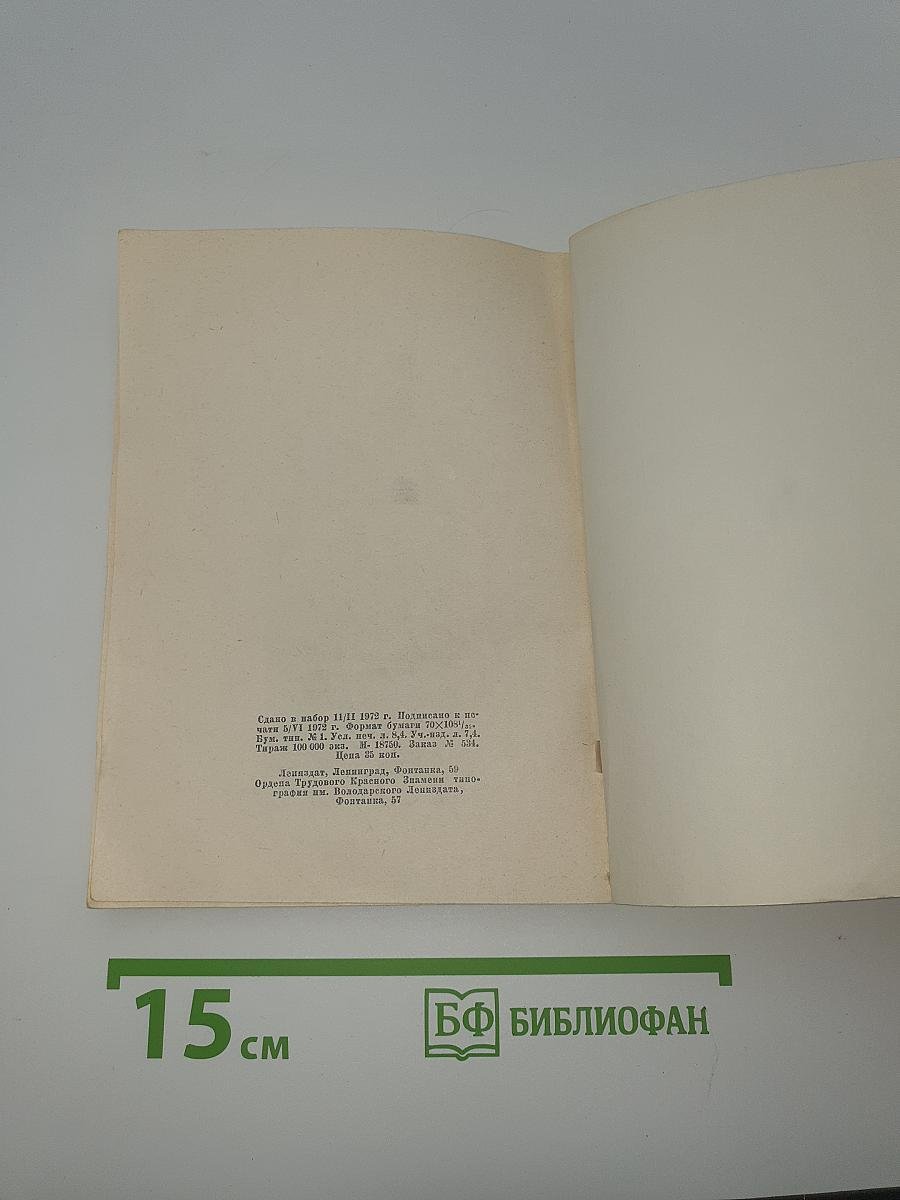 Сдано в набор 11/II 1972 г. Подписано к пе-
чати 5/VI 1972 г. Формат бумаги 70×108¹/₃₂.
Бум. тип. № 1. Усл. печ. л. 8,4. Уч.-изд. л. 7,4.
Тираж 100 000 экз. М- 18750. Заказ № 534.
Цена 35 коп.
Лениздат, Ленинград, Фонтанка, 59
Ордена Трудового Красного Знамени типо-
графия им. Володарского Лениздата,
Фонтанка, 57
15 см
БФ БИБЛИОФАН